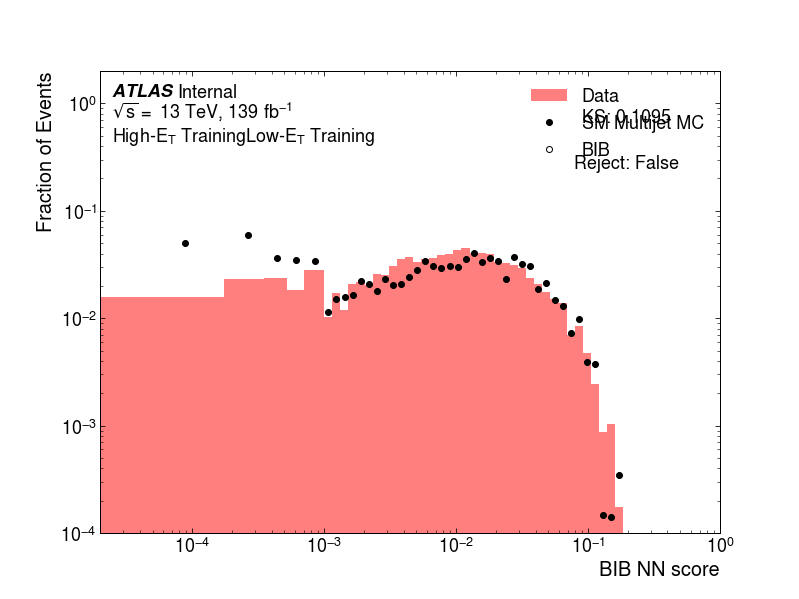 Fraction of Events
ATLAS Internal
√s = 13 TeV, 139 fb⁻¹
High-E_T TrainingLow-E_T Training
Data
KS: 0.1095
SM Multijet MC
BIB
Reject: False
10⁰
10⁻¹
10⁻²
10⁻³
10⁻⁴
10⁻⁴ 10⁻³ 10⁻² 10⁻¹ 10⁰
BIB NN score